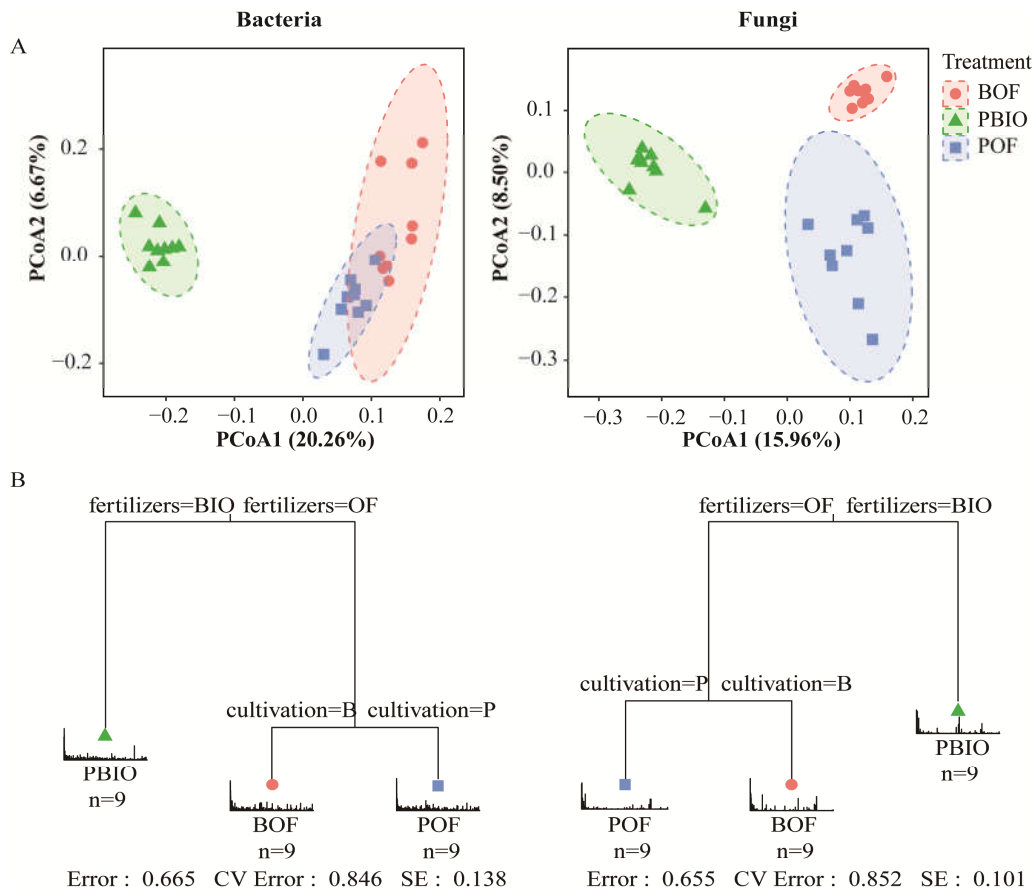 Bacteria
Fungi
A
Treatment
BOF
PBIO
POF
PCoA2 (6.67%)
0.2
0.0
−0.2
−0.2
−0.1
0.0
0.1
0.2
PCoA1 (20.26%)
PCoA2 (8.50%)
0.1
0.0
−0.1
−0.2
−0.3
−0.3
−0.2
−0.1
0.0
0.1
0.2
PCoA1 (15.96%)
B
fertilizers=BIO fertilizers=OF
cultivation=B cultivation=P
PBIO
n=9
BOF
n=9
POF
n=9
Error : 0.665 CV Error : 0.846 SE : 0.138
fertilizers=OF fertilizers=BIO
cultivation=P cultivation=B
POF
n=9
BOF
n=9
PBIO
n=9
Error : 0.655 CV Error : 0.852 SE : 0.101